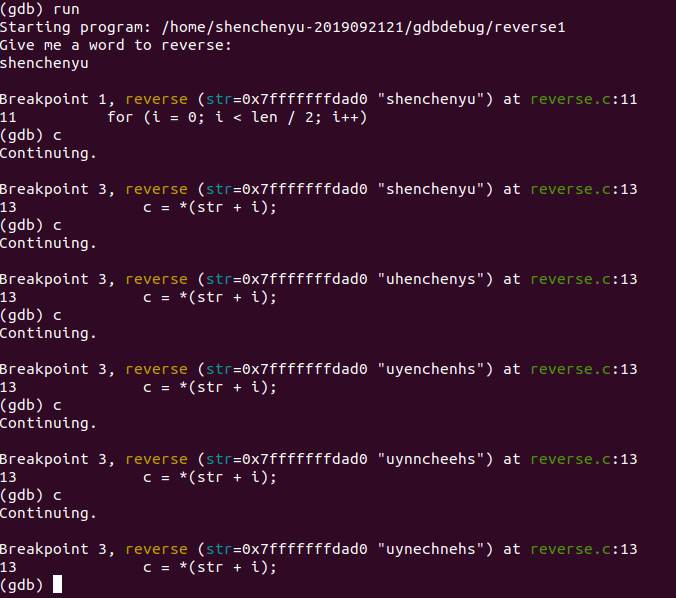 (gdb) run
Starting program: /home/shenchenyu-2019092121/gdbdebug/reverse1
Give me a word to reverse:
shenchenyu

Breakpoint 1, reverse (str=0x7fffffffdad0 "shenchenyu") at reverse.c:11
11          for (i = 0; i < len / 2; i++)
(gdb) c
Continuing.

Breakpoint 3, reverse (str=0x7fffffffdad0 "shenchenyu") at reverse.c:13
13              c = *(str + i);
(gdb) c
Continuing.

Breakpoint 3, reverse (str=0x7fffffffdad0 "uhenchenys") at reverse.c:13
13              c = *(str + i);
(gdb) c
Continuing.

Breakpoint 3, reverse (str=0x7fffffffdad0 "uyenchenhs") at reverse.c:13
13              c = *(str + i);
(gdb) c
Continuing.

Breakpoint 3, reverse (str=0x7fffffffdad0 "uynncheehs") at reverse.c:13
13              c = *(str + i);
(gdb) c
Continuing.

Breakpoint 3, reverse (str=0x7fffffffdad0 "uynechnehs") at reverse.c:13
13              c = *(str + i);
(gdb)